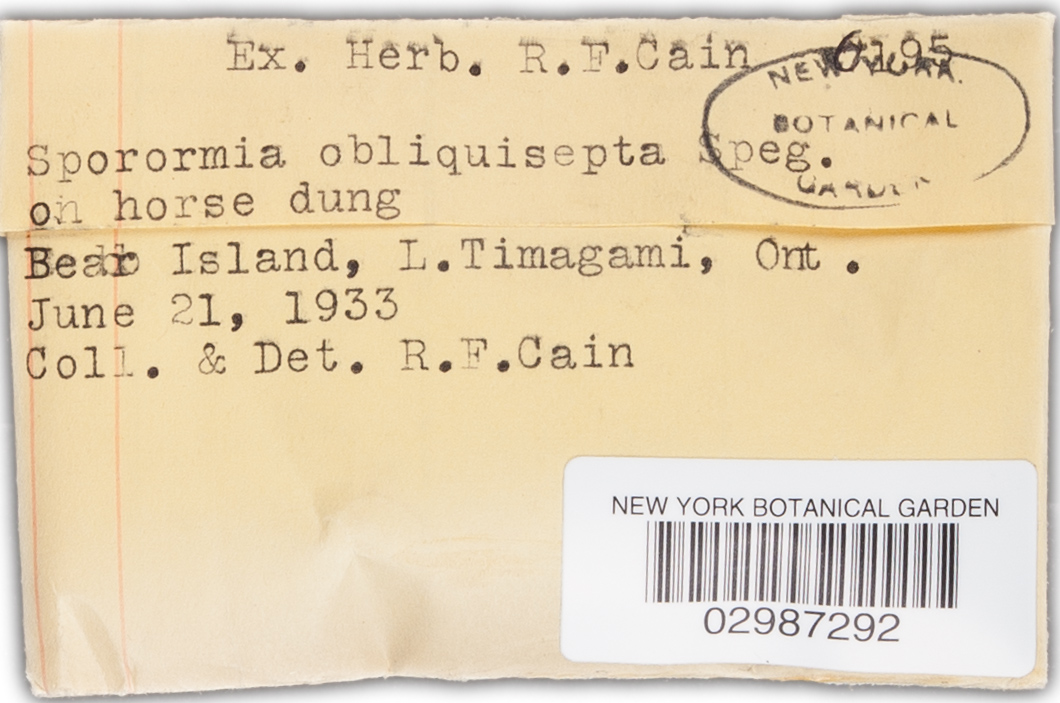 Ex. Herb. R.F.Cain 6195
NEW YORK
BOTANICAL
GARDEN
Sporormia obliquisepta Speg.
on horse dung
Bear Island, L.Timagami, Ont.
June 21, 1933
Coll. & Det. R.F.Cain
NEW YORK BOTANICAL GARDEN
02987292